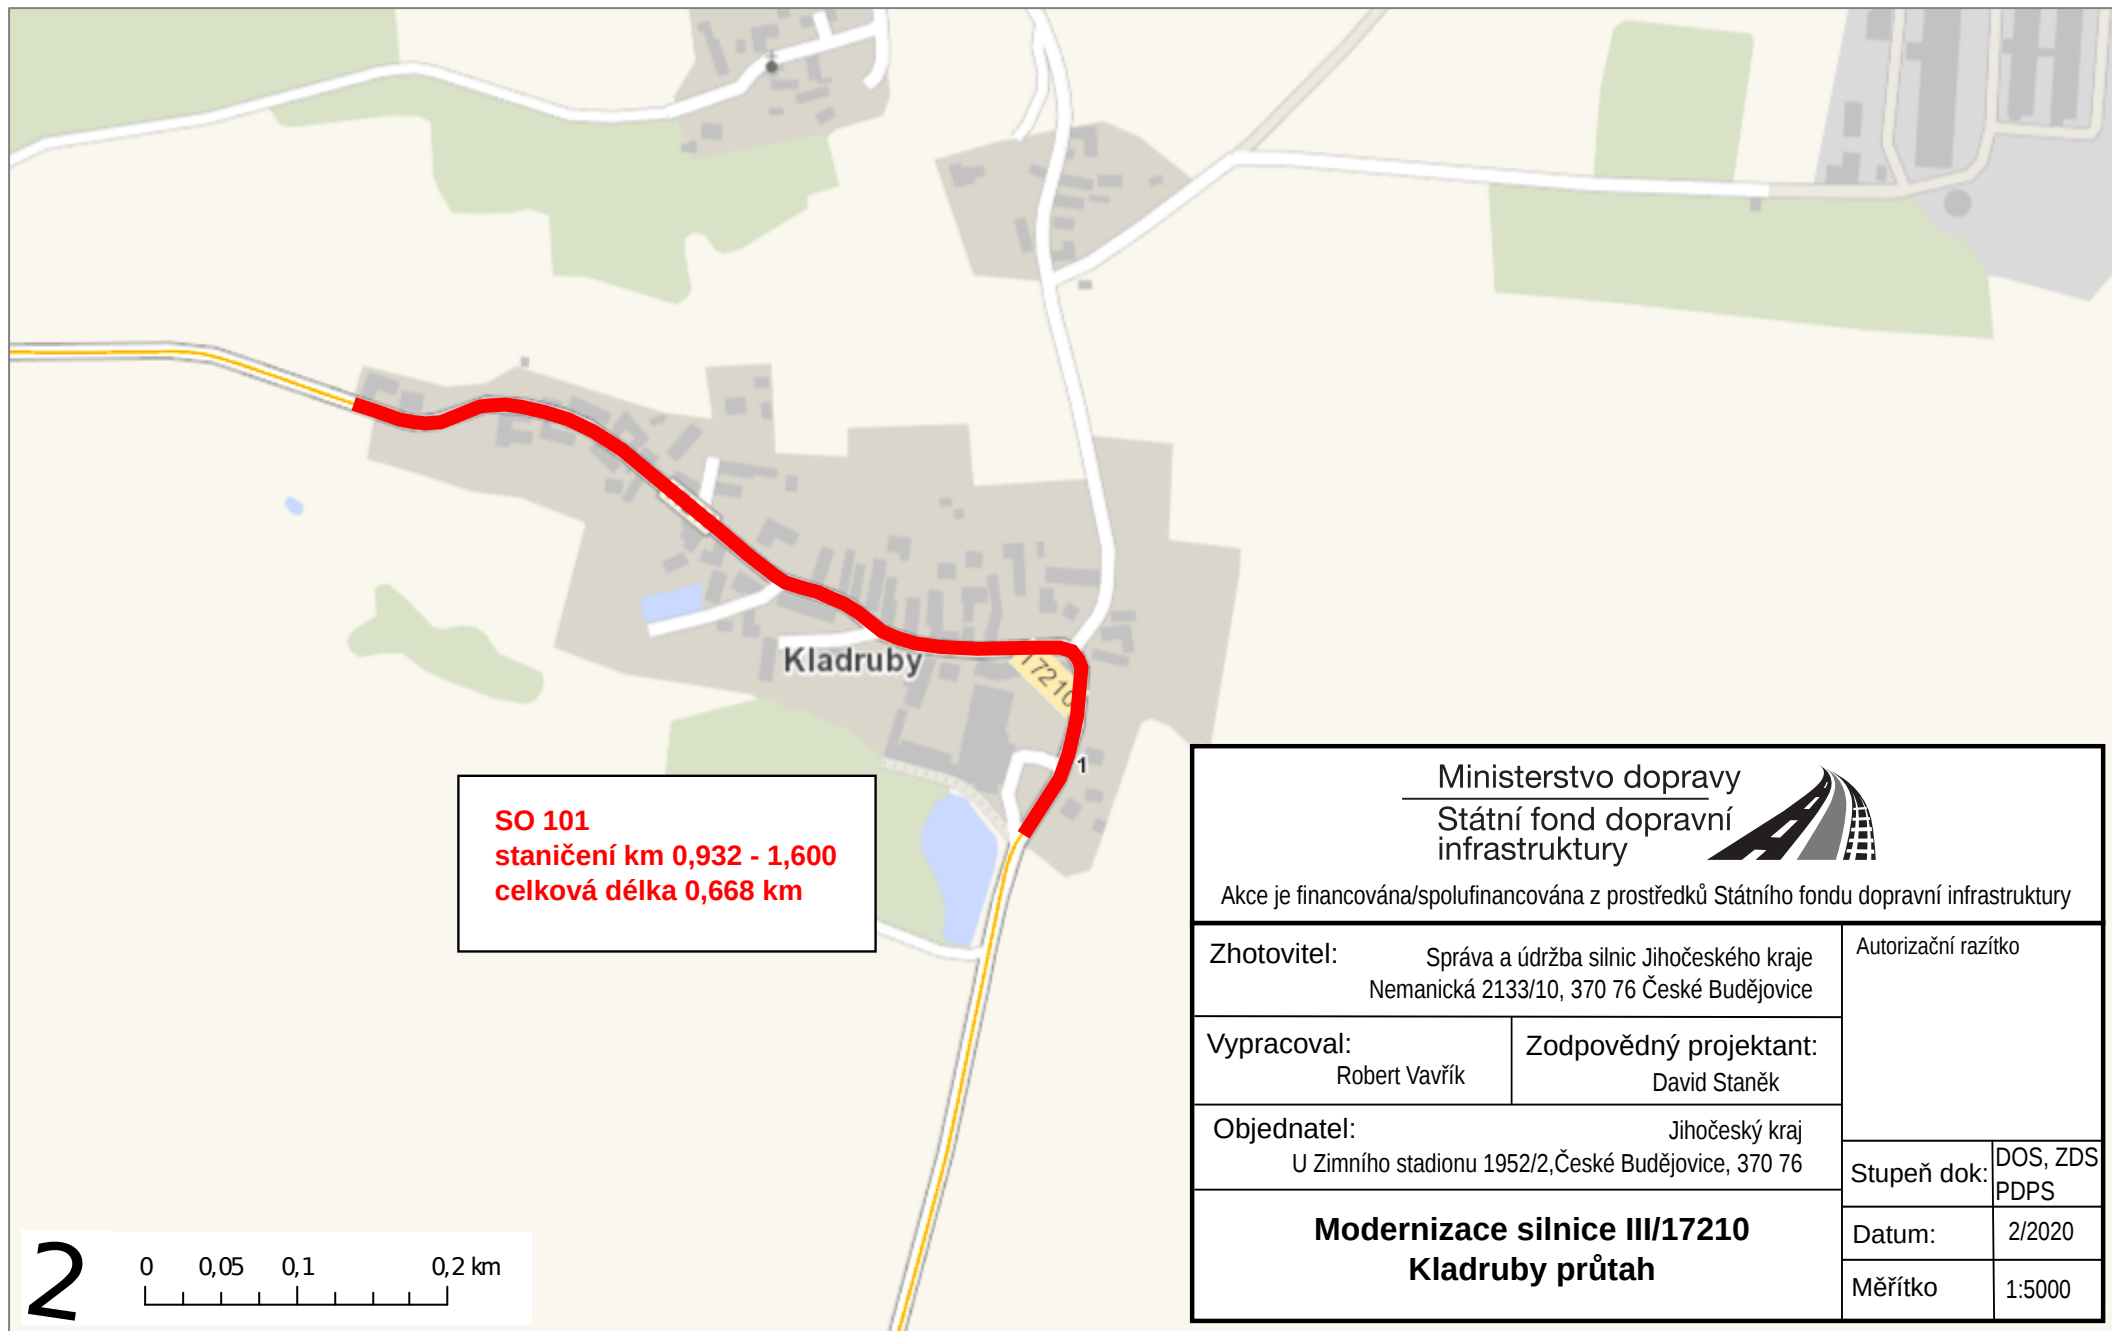 Kladruby
17210
1
SO 101
staničení km 0,932 - 1,600
celková délka 0,668 km
2
0 0,05 0,1 0,2 km
Ministerstvo dopravy
Státní fond dopravní
infrastruktury
Akce je financována/spolufinancována z prostředků Státního fondu dopravní infrastruktury
Zhotovitel:
Správa a údržba silnic Jihočeského kraje
Nemanická 2133/10, 370 76 České Budějovice
Autorizační razítko
Vypracoval:
Robert Vavřík
Zodpovědný projektant:
David Staněk
Objednatel:
Jihočeský kraj
U Zimního stadionu 1952/2,České Budějovice, 370 76
Stupeň dok:
DOS, ZDS
PDPS
Modernizace silnice III/17210
Kladruby průtah
Datum:
2/2020
Měřítko
1:5000